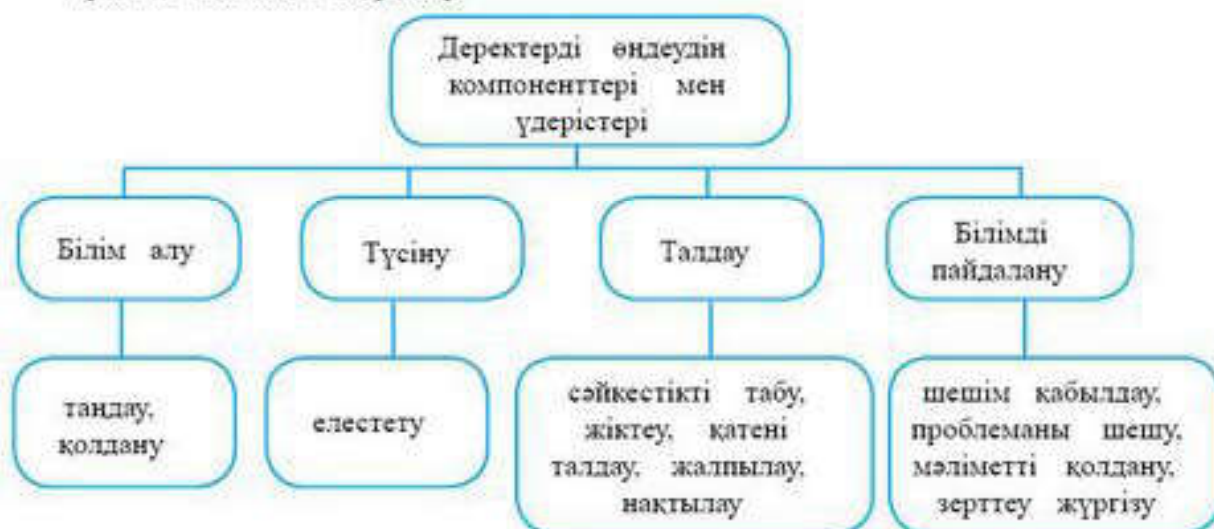 Деректерді өңдеудің
компоненттері мен
үдерістері
Білім алу
Түсіну
Талдау
Білімді
пайдалану
таңдау,
қолдану
елестету
сәйкестікті табу,
жіктеу, қатені
талдау, жалпылау,
нақтылау
шешім қабылдау,
проблеманы шешу,
мәліметті қолдану,
зерттеу жүргізу